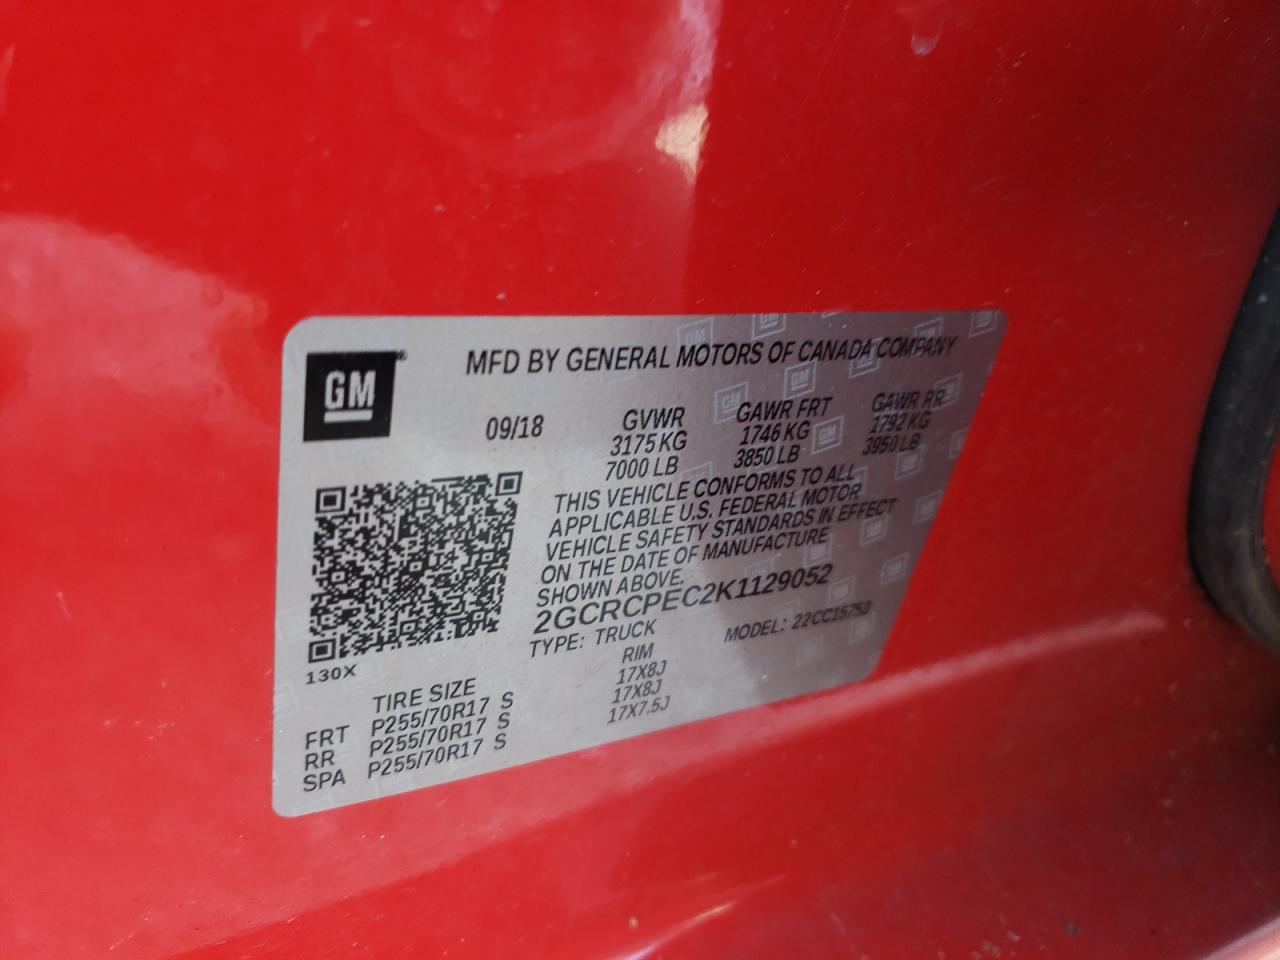 GM®
MFD BY GENERAL MOTORS OF CANADA COMPANY
09/18 GVWR GAWR FRT GAWR RR
3175 KG 1746 KG 1792 KG
7000 LB 3850 LB 3950 LB
THIS VEHICLE CONFORMS TO ALL
APPLICABLE U.S. FEDERAL MOTOR
VEHICLE SAFETY STANDARDS IN EFFECT
ON THE DATE OF MANUFACTURE
SHOWN ABOVE.
2GCRCPEC2K1129052
TYPE: TRUCK MODEL: 22CC15753
130X
TIRE SIZE RIM
FRT P255/70R17 S 17X8J
RR P255/70R17 S 17X8J
SPA P255/70R17 S 17X7.5J